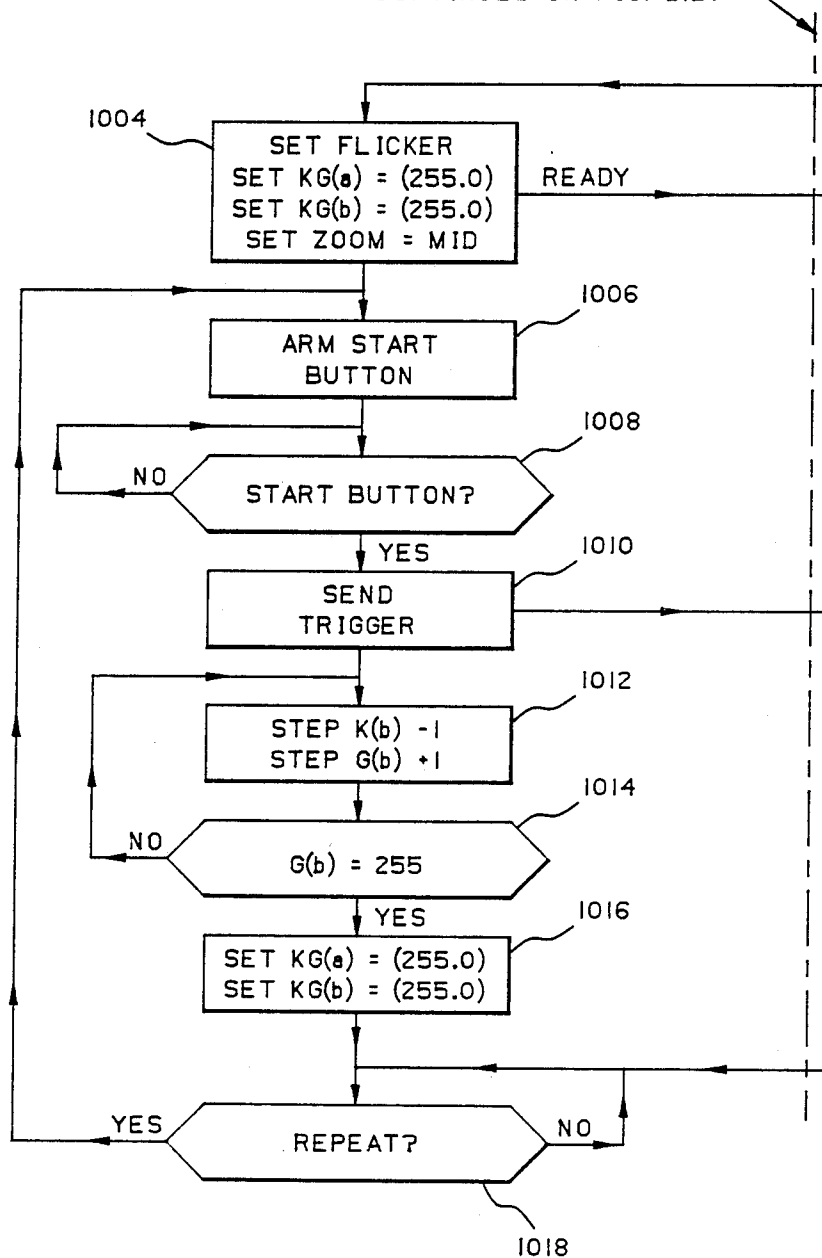 1004
SET FLICKER
SET KG(a) = (255.0)
SET KG(b) = (255.0)
SET ZOOM = MID
READY
1006
ARM START
BUTTON
1008
NO
START BUTTON?
YES
1010
SEND
TRIGGER
1012
STEP K(b) -1
STEP G(b) +1
1014
NO
G(b) = 255
YES
1016
SET KG(a) = (255.0)
SET KG(b) = (255.0)
YES
REPEAT?
NO
1018